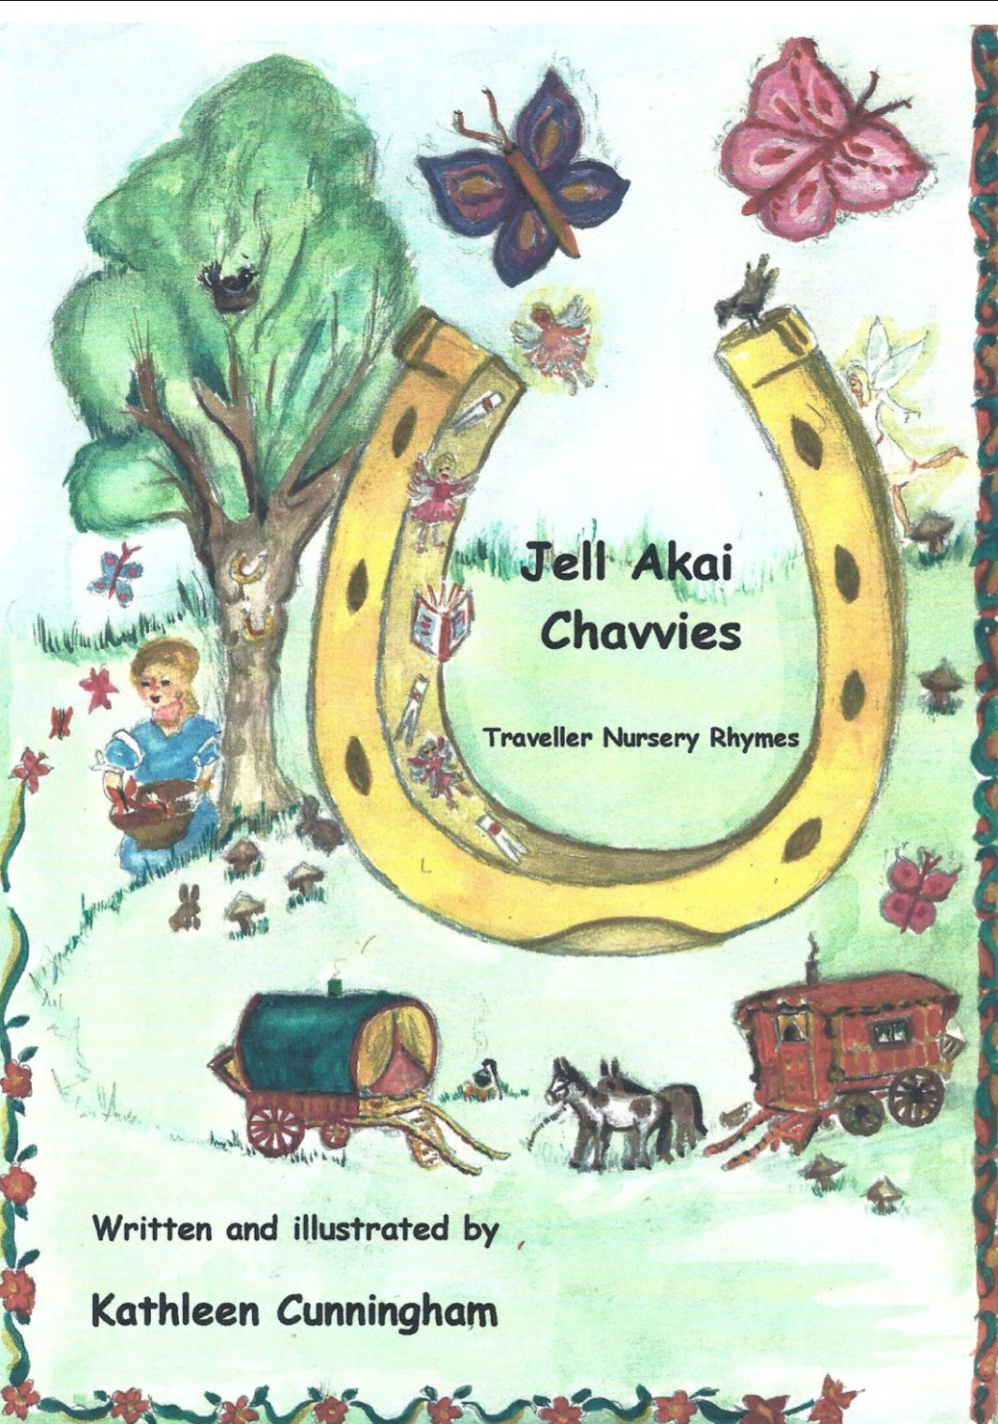 Jell Akai
Chavvies
Traveller Nursery Rhymes
Written and illustrated by
Kathleen Cunningham